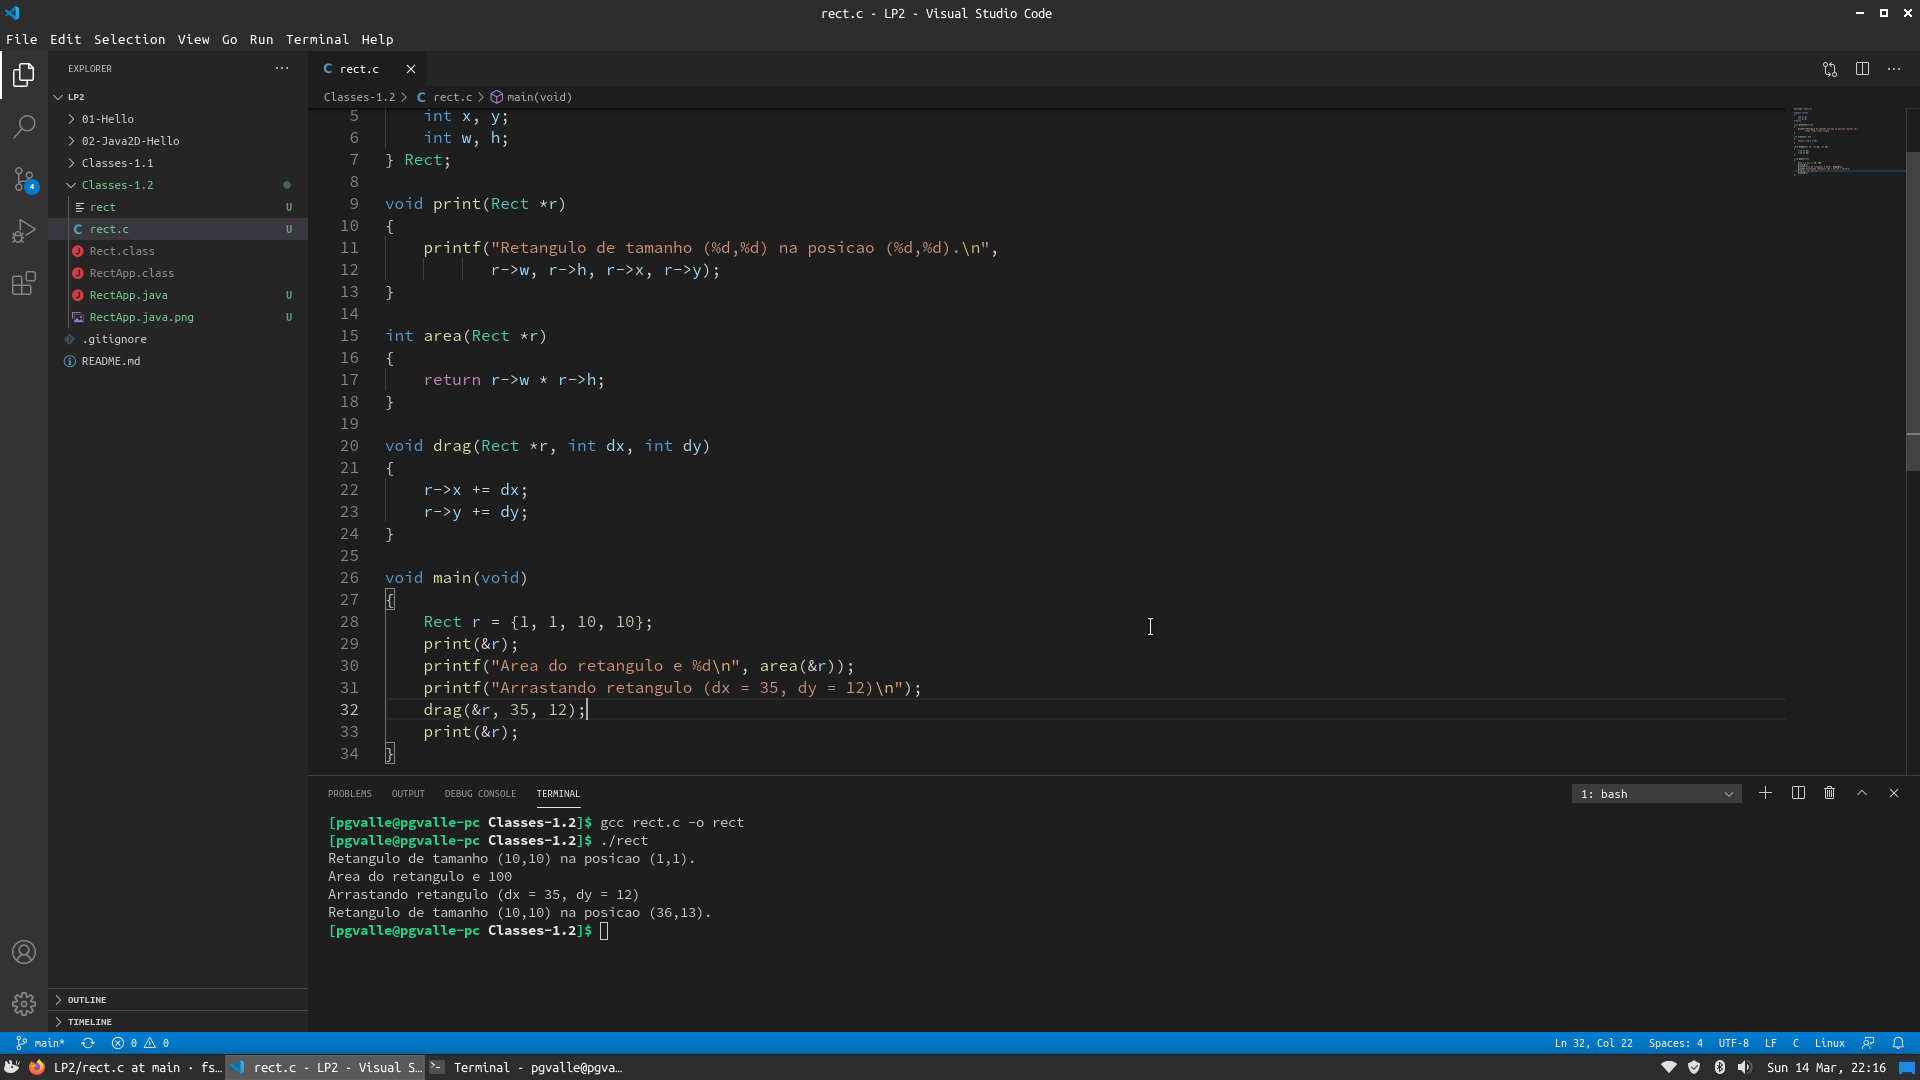 rect.c - LP2 - Visual Studio Code
File Edit Selection View Go Run Terminal Help
EXPLORER
LP2
01-Hello
02-Java2D-Hello
Classes-1.1
Classes-1.2
rect U
rect.c U
Rect.class
RectApp.class
RectApp.java U
RectApp.java.png U
.gitignore
README.md
OUTLINE
TIMELINE
4
C rect.c
Classes-1.2 > C rect.c > main(void)
5 int x, y;
6 int w, h;
7 } Rect;
8
9 void print(Rect *r)
10 {
11 printf("Retangulo de tamanho (%d,%d) na posicao (%d,%d).\n",
12 r->w, r->h, r->x, r->y);
13 }
14
15 int area(Rect *r)
16 {
17 return r->w * r->h;
18 }
19
20 void drag(Rect *r, int dx, int dy)
21 {
22 r->x += dx;
23 r->y += dy;
24 }
25
26 void main(void)
27 {
28 Rect r = {1, 1, 10, 10};
29 print(&r);
30 printf("Area do retangulo e %d\n", area(&r));
31 printf("Arrastando retangulo (dx = 35, dy = 12)\n");
32 drag(&r, 35, 12);
33 print(&r);
34 }
PROBLEMS OUTPUT DEBUG CONSOLE TERMINAL
1: bash
[pgvalle@pgvalle-pc Classes-1.2]$ gcc rect.c -o rect
[pgvalle@pgvalle-pc Classes-1.2]$ ./rect
Retangulo de tamanho (10,10) na posicao (1,1).
Area do retangulo e 100
Arrastando retangulo (dx = 35, dy = 12)
Retangulo de tamanho (10,10) na posicao (36,13).
[pgvalle@pgvalle-pc Classes-1.2]$
main* 0 0
Ln 32, Col 22 Spaces: 4 UTF-8 LF C Linux
LP2/rect.c at main · fs…
rect.c - LP2 - Visual S…
Terminal - pgvalle@pgva…
Sun 14 Mar, 22:16